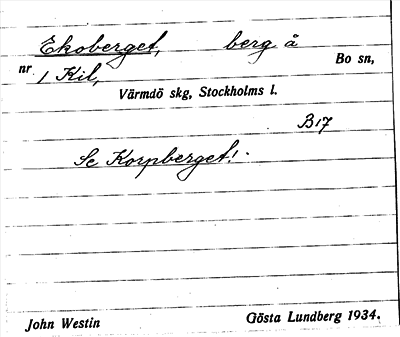 Ekoberget, berg å
Bo sn,
nr 1 Kil,
Värmdö skg, Stockholms l.
B17
Se Korpberget!
John Westin Gösta Lundberg 1934.